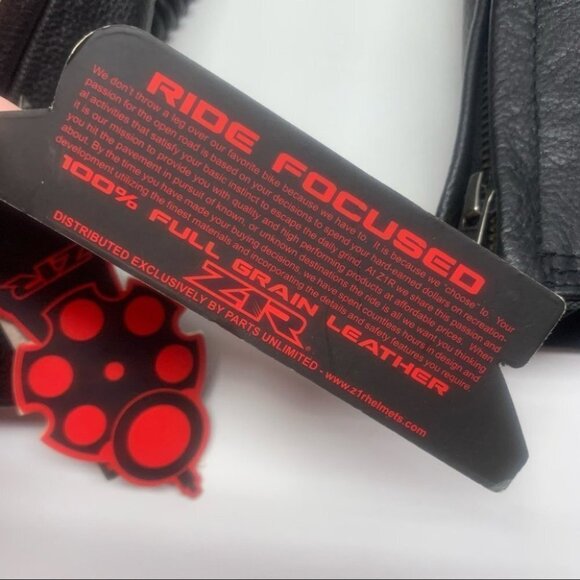 RIDE FOCUSED
We don't throw a leg over our favorite bike because we have to. It is because we "choose" to. Your
passion for the open road is based on your decisions to spend your hard-earned dollars on recreation-
al activities that satisfy your basic instinct to escape the daily grind. At Z1R we share this passion and
it is our mission to provide you with quality and high performing products at affordable prices. When
you hit the pavement in pursuit of known, or unknown destinations, the ride is all we want you thinking
about. By the time you have made your buying decisions, we have spent countless hours in design and
development utilizing the finest materials and incorporating the details and safety features you require.
100% FULL GRAIN LEATHER
Z1R
DISTRIBUTED EXCLUSIVELY BY PARTS UNLIMITED - www.z1rhelmets.com
Z1R